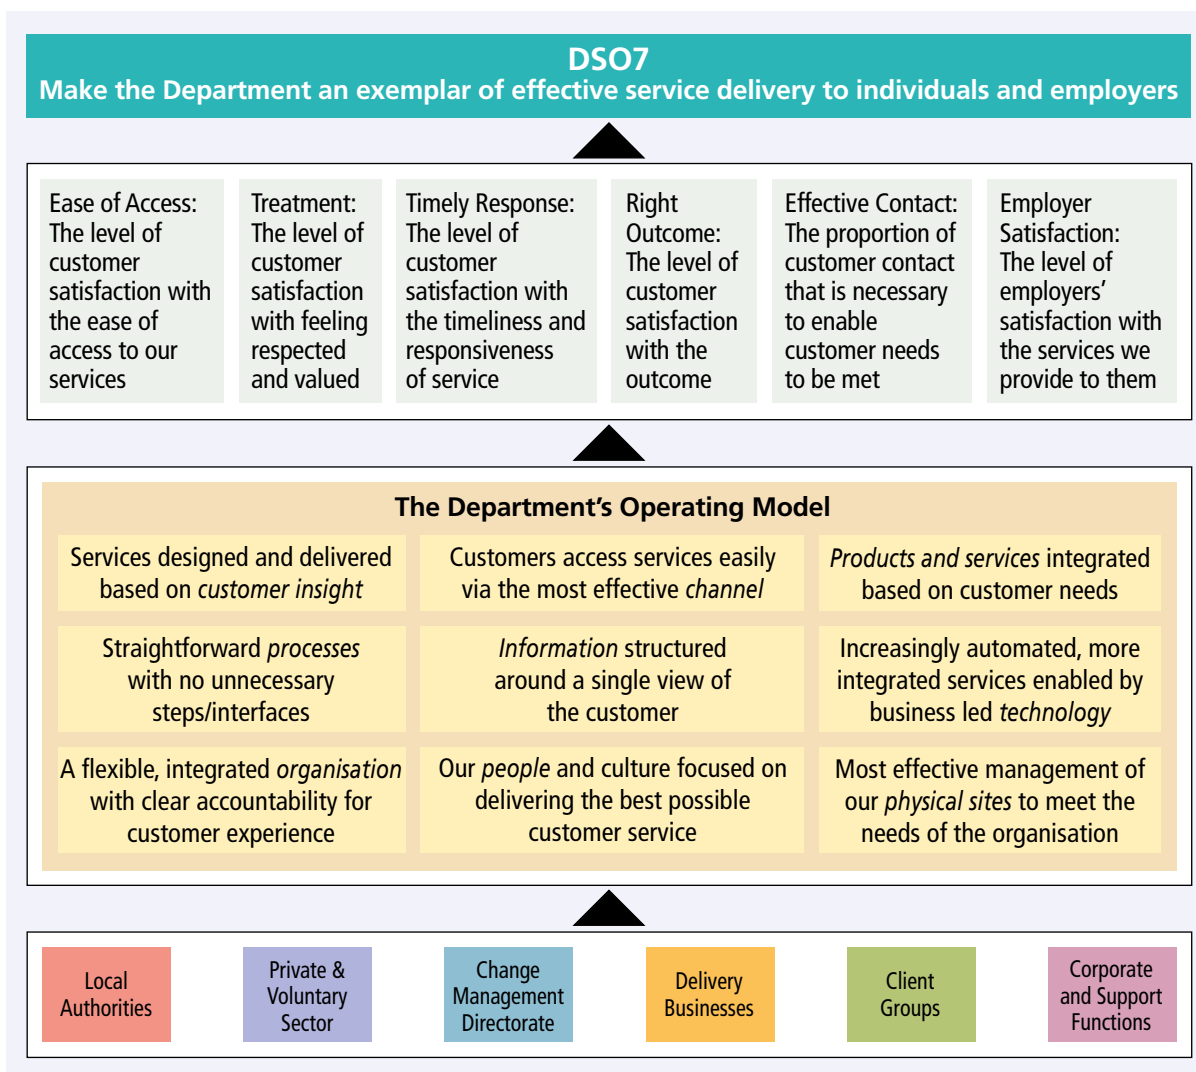 DSO7
Make the Department an exemplar of effective service delivery to individuals and employers
Ease of Access:
The level of
customer
satisfaction with
the ease of
access to our
services
Treatment:
The level of
customer
satisfaction
with feeling
respected
and valued
Timely Response:
The level of
customer
satisfaction with
the timeliness and
responsiveness
of service
Right
Outcome:
The level of
customer
satisfaction
with the
outcome
Effective Contact:
The proportion of
customer contact
that is necessary
to enable
customer needs
to be met
Employer
Satisfaction:
The level of
employers’
satisfaction with
the services we
provide to them
The Department’s Operating Model
Services designed and delivered
based on customer insight
Customers access services easily
via the most effective channel
Products and services integrated
based on customer needs
Straightforward processes
with no unnecessary
steps/interfaces
Information structured
around a single view of
the customer
Increasingly automated, more
integrated services enabled by
business led technology
A flexible, integrated organisation
with clear accountability for
customer experience
Our people and culture focused on
delivering the best possible
customer service
Most effective management of
our physical sites to meet the
needs of the organisation
Local
Authorities
Private &
Voluntary
Sector
Change
Management
Directorate
Delivery
Businesses
Client
Groups
Corporate
and Support
Functions